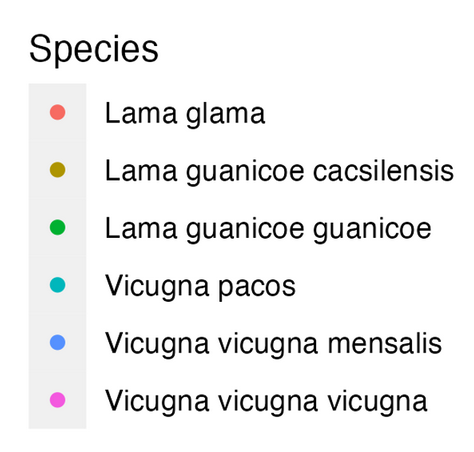 Species
Lama glama
Lama guanicoe cacsilensis
Lama guanicoe guanicoe
Vicugna pacos
Vicugna vicugna mensalis
Vicugna vicugna vicugna